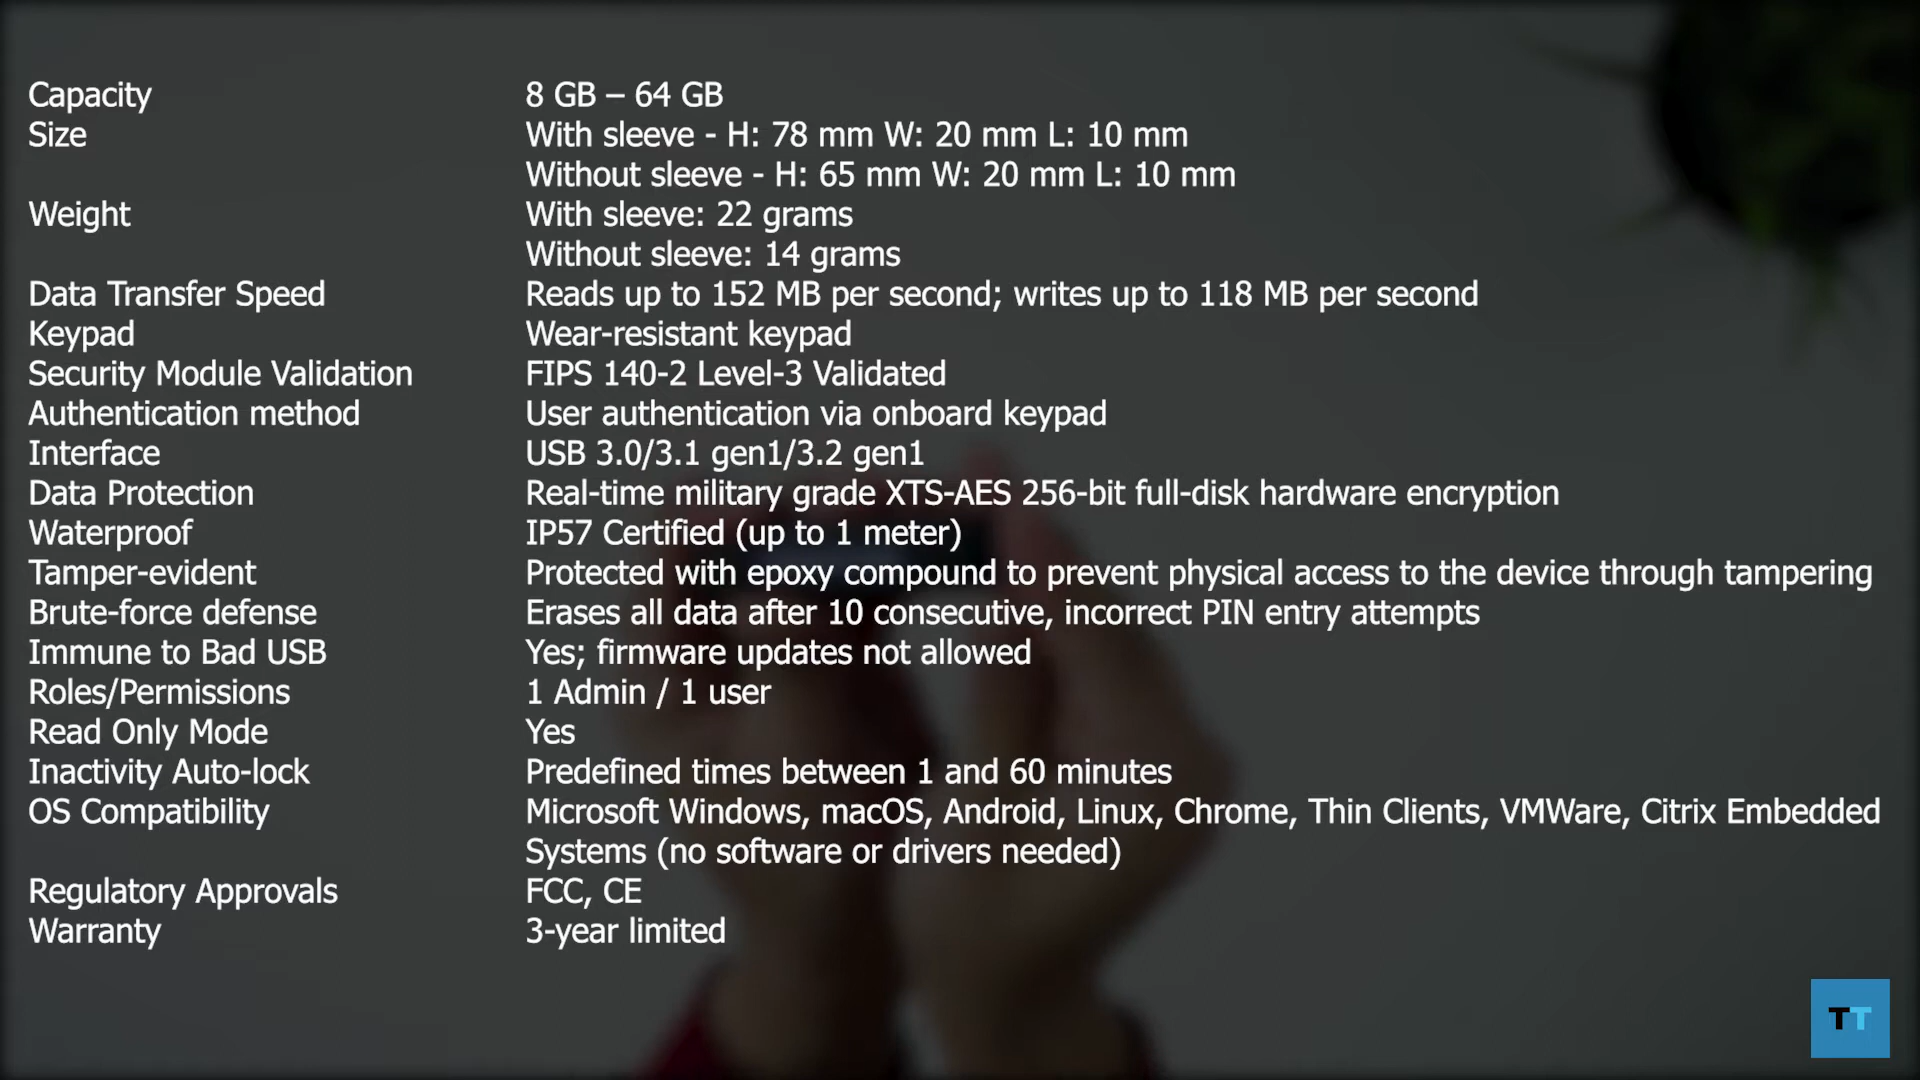 Capacity 8 GB – 64 GB
Size With sleeve - H: 78 mm W: 20 mm L: 10 mm
Without sleeve - H: 65 mm W: 20 mm L: 10 mm
Weight With sleeve: 22 grams
Without sleeve: 14 grams
Data Transfer Speed Reads up to 152 MB per second; writes up to 118 MB per second
Keypad Wear-resistant keypad
Security Module Validation FIPS 140-2 Level-3 Validated
Authentication method User authentication via onboard keypad
Interface USB 3.0/3.1 gen1/3.2 gen1
Data Protection Real-time military grade XTS-AES 256-bit full-disk hardware encryption
Waterproof IP57 Certified (up to 1 meter)
Tamper-evident Protected with epoxy compound to prevent physical access to the device through tampering
Brute-force defense Erases all data after 10 consecutive, incorrect PIN entry attempts
Immune to Bad USB Yes; firmware updates not allowed
Roles/Permissions 1 Admin / 1 user
Read Only Mode Yes
Inactivity Auto-lock Predefined times between 1 and 60 minutes
OS Compatibility Microsoft Windows, macOS, Android, Linux, Chrome, Thin Clients, VMWare, Citrix Embedded
Systems (no software or drivers needed)
Regulatory Approvals FCC, CE
Warranty 3-year limited
TT